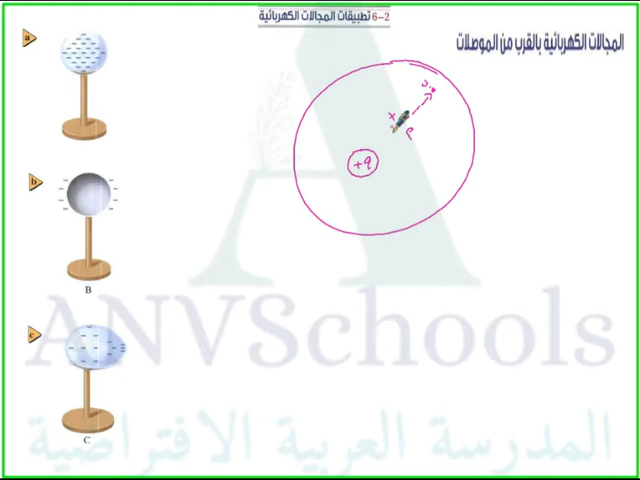 6-2 تطبيقات المجالات الكهربائية
المجالات الكهربائية بالقرب من الموصلات
a
b
B
c
C
+
P
+q
ANVSchools
المدرسة العربية الافتراضية